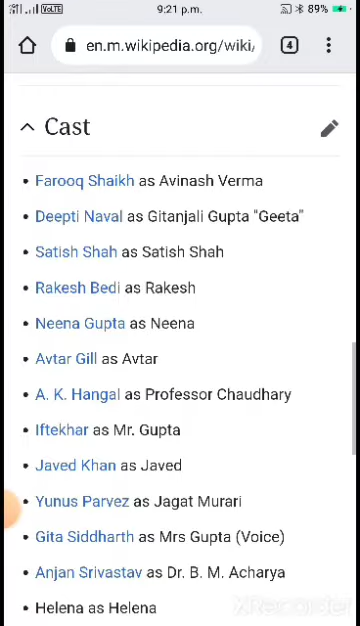 9:21 p.m.
VoLTE
89%
en.m.wikipedia.org/wiki/
4
Cast
Farooq Shaikh as Avinash Verma
Deepti Naval as Gitanjali Gupta "Geeta"
Satish Shah as Satish Shah
Rakesh Bedi as Rakesh
Neena Gupta as Neena
Avtar Gill as Avtar
A. K. Hangal as Professor Chaudhary
Iftekhar as Mr. Gupta
Javed Khan as Javed
Yunus Parvez as Jagat Murari
Gita Siddharth as Mrs Gupta (Voice)
Anjan Srivastav as Dr. B. M. Acharya
Helena as Helena
XRecorder